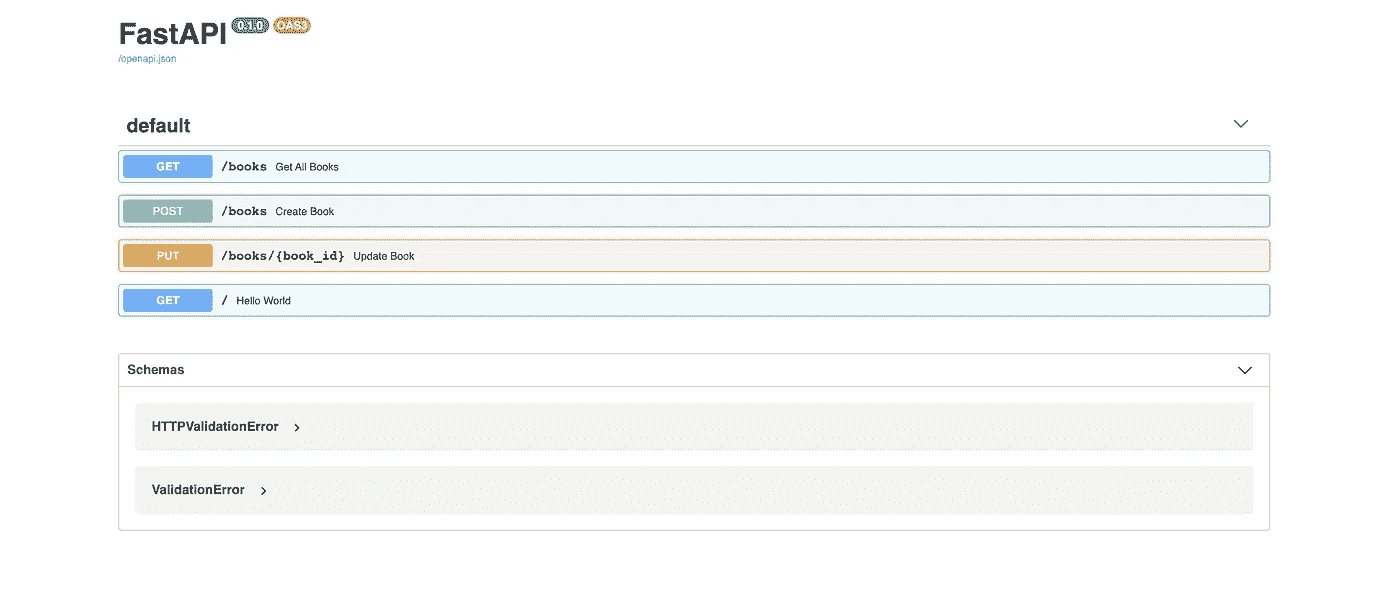 FastAPI 0.1.0 OAS3
/openapi.json
default
GET /books Get All Books
POST /books Create Book
PUT /books/{book_id} Update Book
GET / Hello World
Schemas
HTTPValidationError
ValidationError